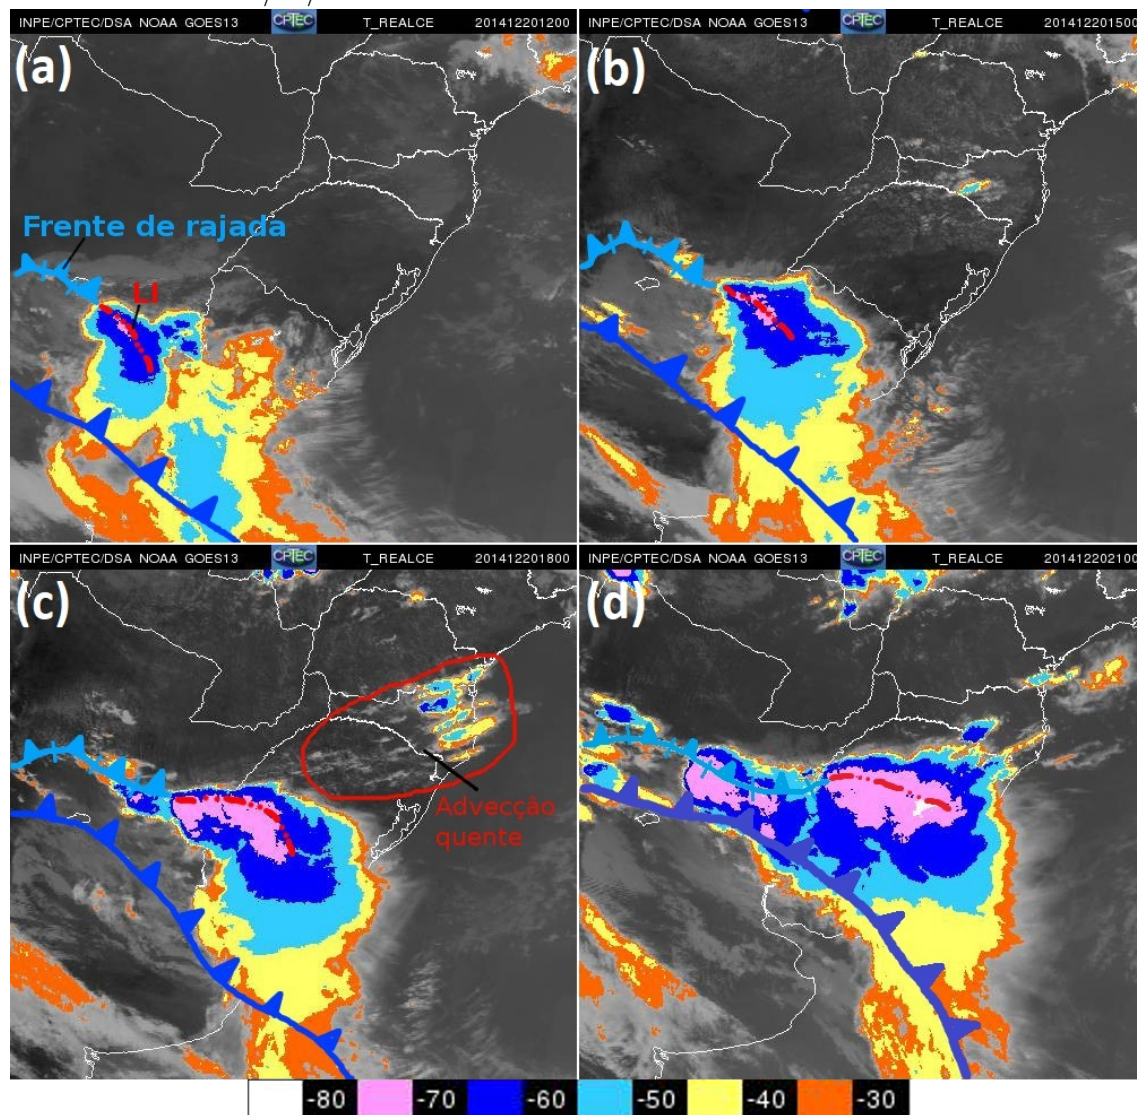 INPE/CPTEC/DSA NOAA GOES13 CPTEC T_REALCE 201412201200
(a)
Frente de rajada
LI
INPE/CPTEC/DSA NOAA GOES13 CPTEC T_REALCE 201412201500
(b)
INPE/CPTEC/DSA NOAA GOES13 CPTEC T_REALCE 201412201800
(c)
Advecção
quente
INPE/CPTEC/DSA NOAA GOES13 CPTEC T_REALCE 201412202100
(d)
-80 -70 -60 -50 -40 -30